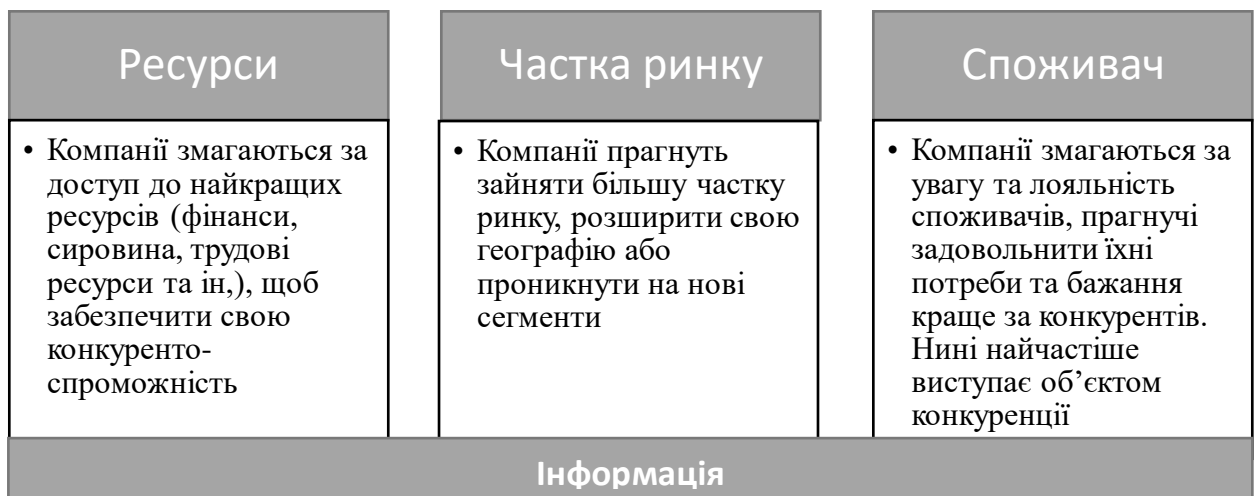 Ресурси
• Компанії змагаються за
доступ до найкращих
ресурсів (фінанси,
сировина, трудові
ресурси та ін,), щоб
забезпечити свою
конкуренто-
спроможність
Частка ринку
• Компанії прагнуть
зайняти більшу частку
ринку, розширити свою
географію або
проникнути на нові
сегменти
Споживач
• Компанії змагаються за
увагу та лояльність
споживачів, прагнучі
задовольнити їхні
потреби та бажання
краще за конкурентів.
Нині найчастіше
виступає об’єктом
конкуренції
Інформація